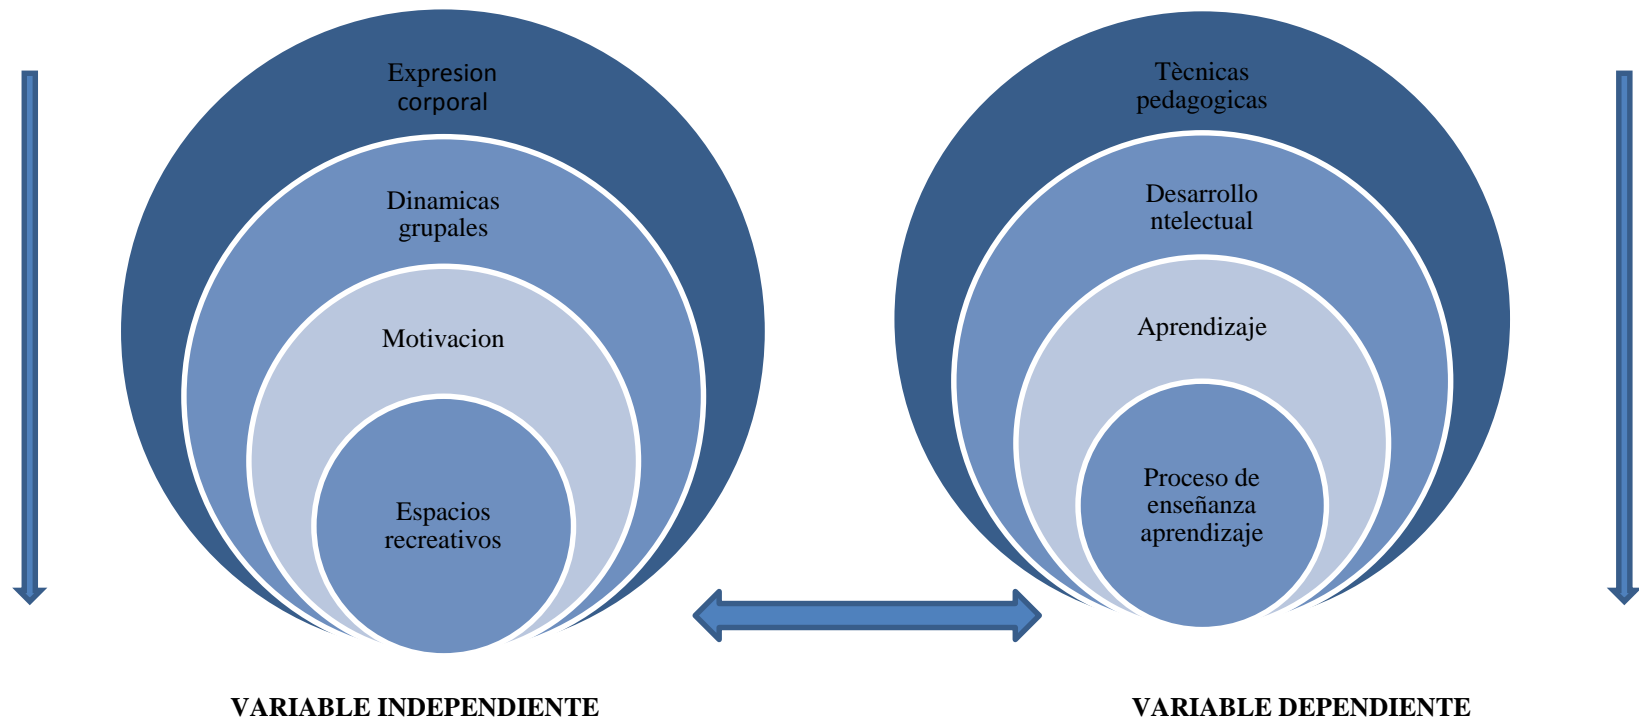 Expresion
corporal
Dinamicas
grupales
Motivacion
Espacios
recreativos
VARIABLE INDEPENDIENTE
Tècnicas
pedagogicas
Desarrollo
ntelectual
Aprendizaje
Proceso de
enseñanza
aprendizaje
VARIABLE DEPENDIENTE